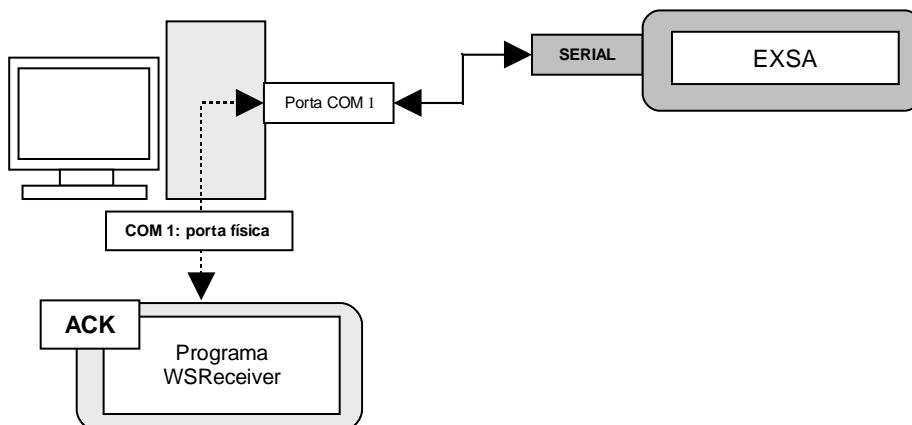 SERIAL
EXSA
Porta COM 1
COM 1: porta física
ACK
Programa
WSReceiver